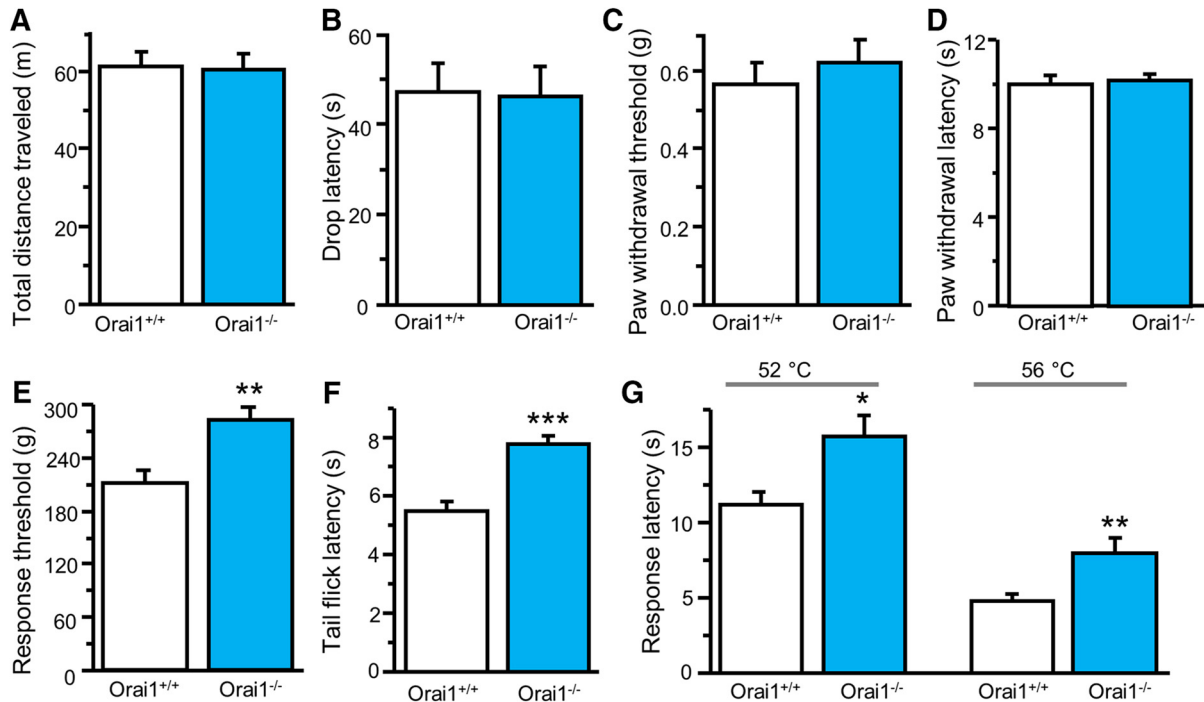 A
Total distance traveled (m)
60
40
20
0
Orai1+/+ Orai1-/-
B
Drop latency (s)
60
40
20
0
Orai1+/+ Orai1-/-
C
Paw withdrawal threshold (g)
0.6
0.4
0.2
0.0
Orai1+/+ Orai1-/-
D
Paw withdrawal latency (s)
12
8
4
0
Orai1+/+ Orai1-/-
E
Response threshold (g)
300
240
180
120
60
0
**
Orai1+/+ Orai1-/-
F
Tail flick latency (s)
8
6
4
2
0
***
Orai1+/+ Orai1-/-
G
52 °C 56 °C
Response latency (s)
15
10
5
0
*
**
Orai1+/+ Orai1-/- Orai1+/+ Orai1-/-